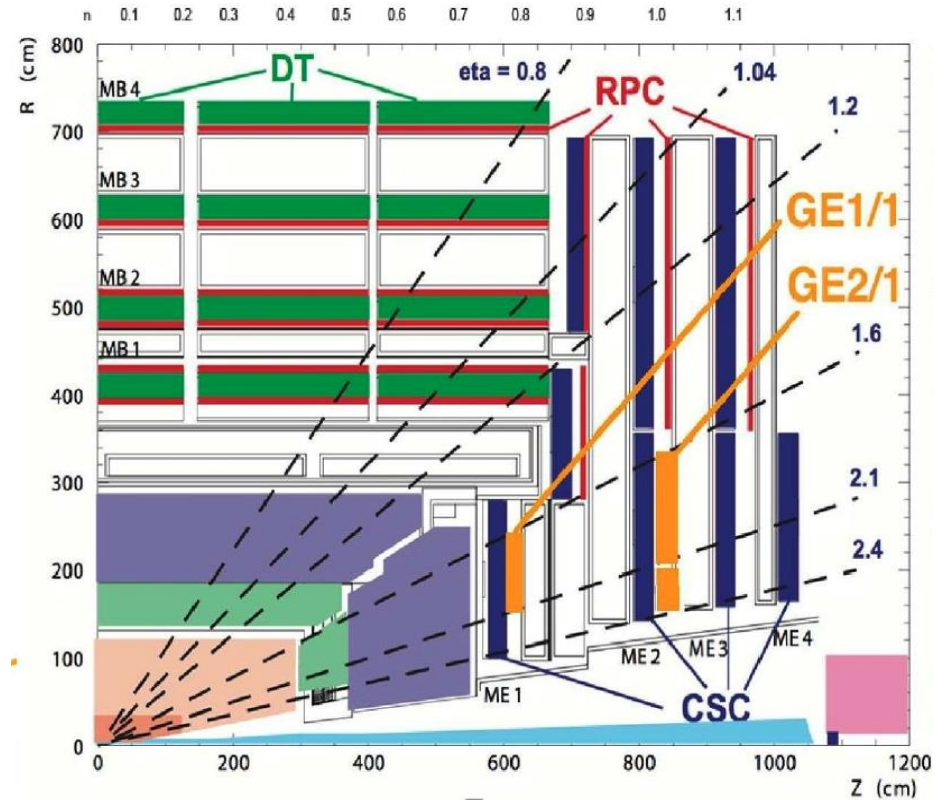 η 0.1 0.2 0.3 0.4 0.5 0.6 0.7 0.8 0.9 1.0 1.1
R (cm)
800
700
600
500
400
300
200
100
0
MB 4
DT
eta = 0.8
1.04
RPC
1.2
MB 3
GE1/1
MB 2
GE2/1
MB 1
1.6
2.1
2.4
ME 1
ME 2
ME 3
ME 4
CSC
0 200 400 600 800 1000 1200
Z (cm)